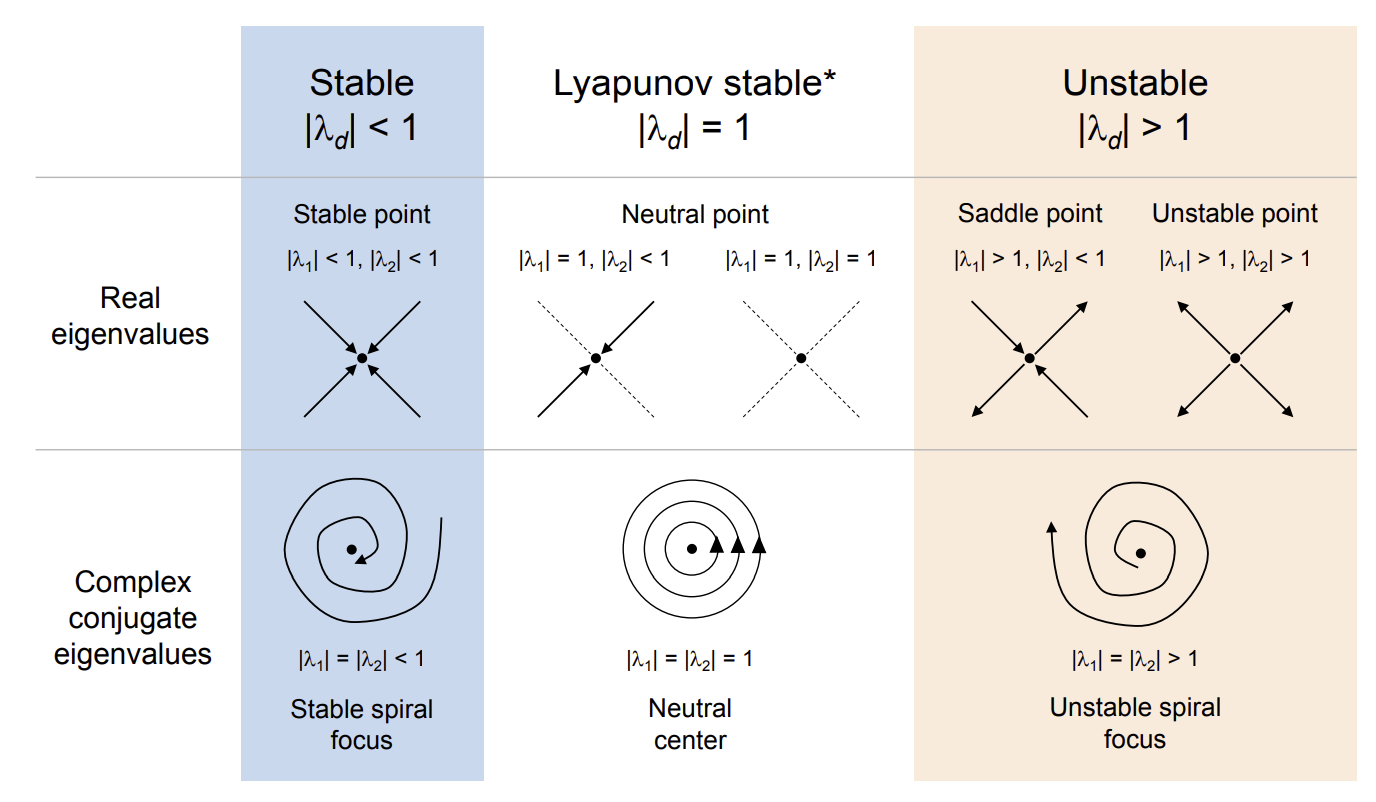 Stable
|λd| < 1
Lyapunov stable*
|λd| = 1
Unstable
|λd| > 1
Real
eigenvalues
Stable point
|λ1| < 1, |λ2| < 1
Neutral point
|λ1| = 1, |λ2| < 1
|λ1| = 1, |λ2| = 1
Saddle point
|λ1| > 1, |λ2| < 1
Unstable point
|λ1| > 1, |λ2| > 1
Complex
conjugate
eigenvalues
|λ1| = |λ2| < 1
Stable spiral
focus
|λ1| = |λ2| = 1
Neutral
center
|λ1| = |λ2| > 1
Unstable spiral
focus